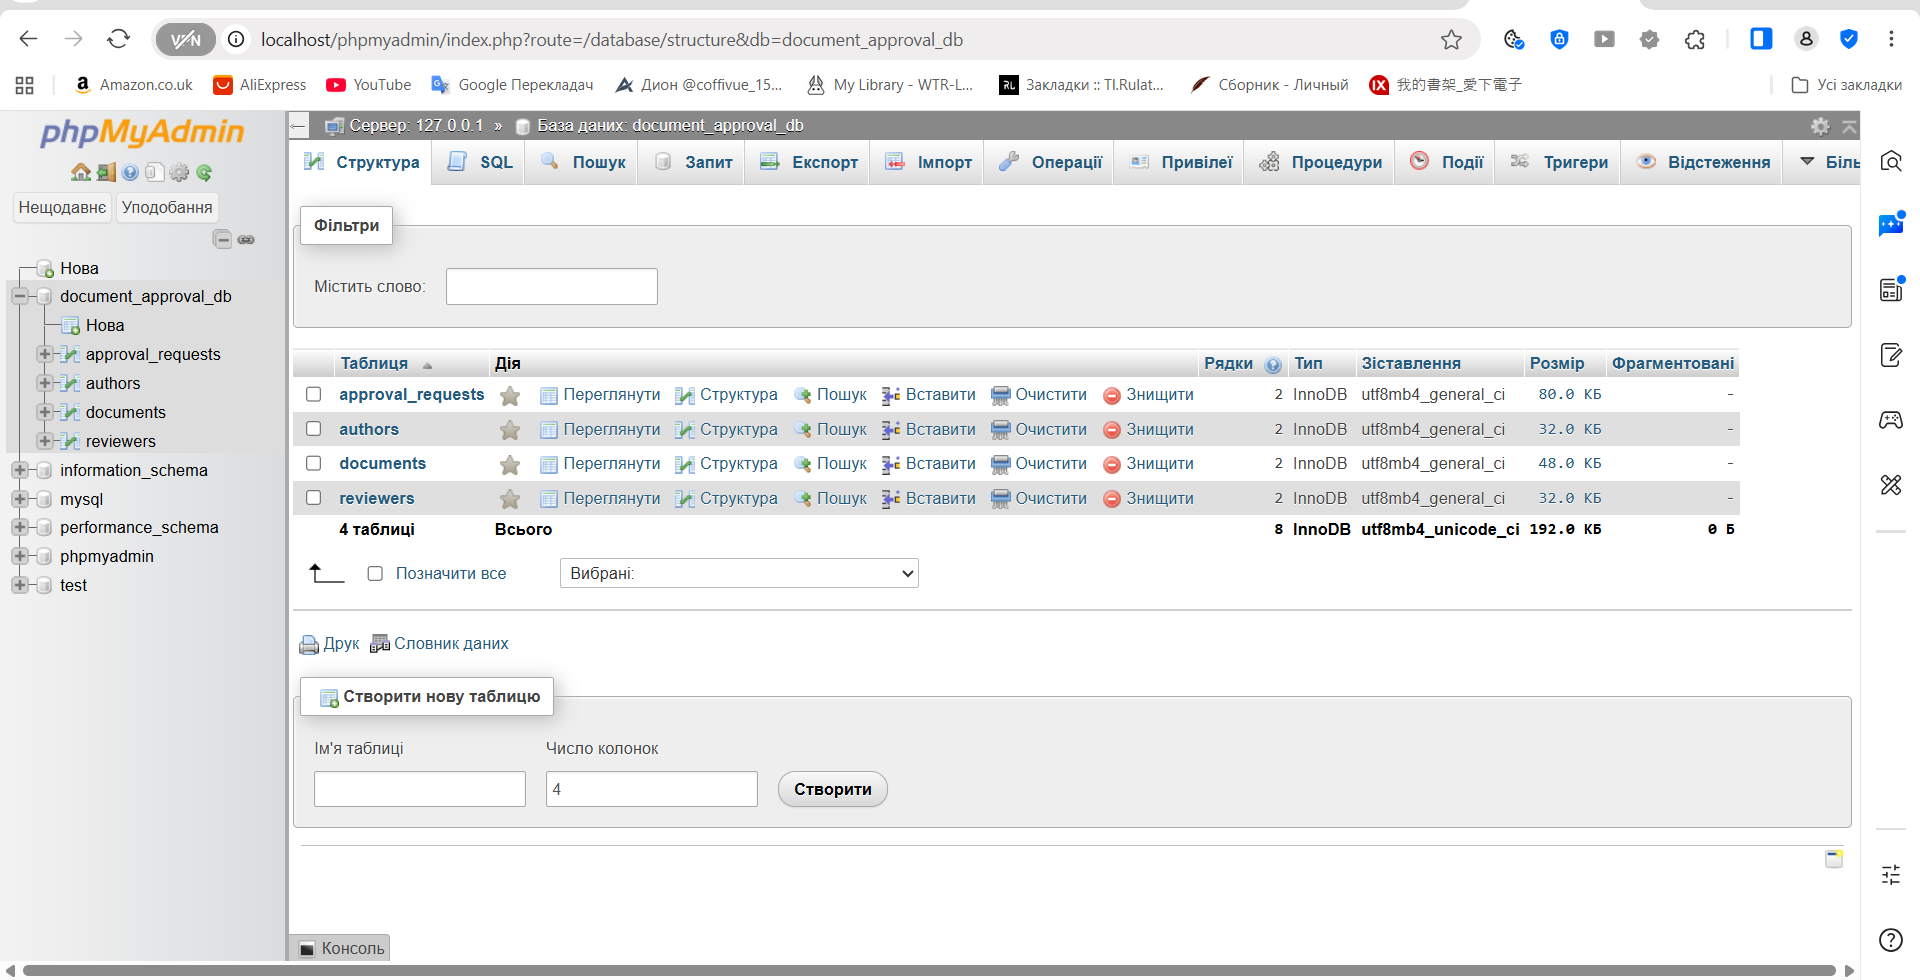 VPN
localhost/phpmyadmin/index.php?route=/database/structure&db=document_approval_db
Amazon.co.uk AliExpress YouTube Google Перекладач Дион @coffivue_15... My Library - WTR-L... RL Закладки :: Tl.Rulat... Сборник - Личный IX 我的書架_愛下電子 Усі закладки
phpMyAdmin
Нещодавнє Уподобання
Нова
document_approval_db
Нова
approval_requests
authors
documents
reviewers
information_schema
mysql
performance_schema
phpmyadmin
test
Сервер: 127.0.0.1 » База даних: document_approval_db
Структура SQL Пошук Запит Експорт Імпорт Операції Привілеї Процедури Події Тригери Відстеження Біль
Фільтри
Містить слово:
Таблиця Дія Рядки Тип Зіставлення Розмір Фрагментовані
approval_requests Переглянути Структура Пошук Вставити Очистити Знищити 2 InnoDB utf8mb4_general_ci 80.0 КБ -
authors Переглянути Структура Пошук Вставити Очистити Знищити 2 InnoDB utf8mb4_general_ci 32.0 КБ -
documents Переглянути Структура Пошук Вставити Очистити Знищити 2 InnoDB utf8mb4_general_ci 48.0 КБ -
reviewers Переглянути Структура Пошук Вставити Очистити Знищити 2 InnoDB utf8mb4_general_ci 32.0 КБ -
4 таблиці Всього 8 InnoDB utf8mb4_unicode_ci 192.0 КБ 0 Б
Позначити все Вибрані:
Друк Словник даних
Створити нову таблицю
Ім'я таблиці Число колонок
4 Створити
Консоль